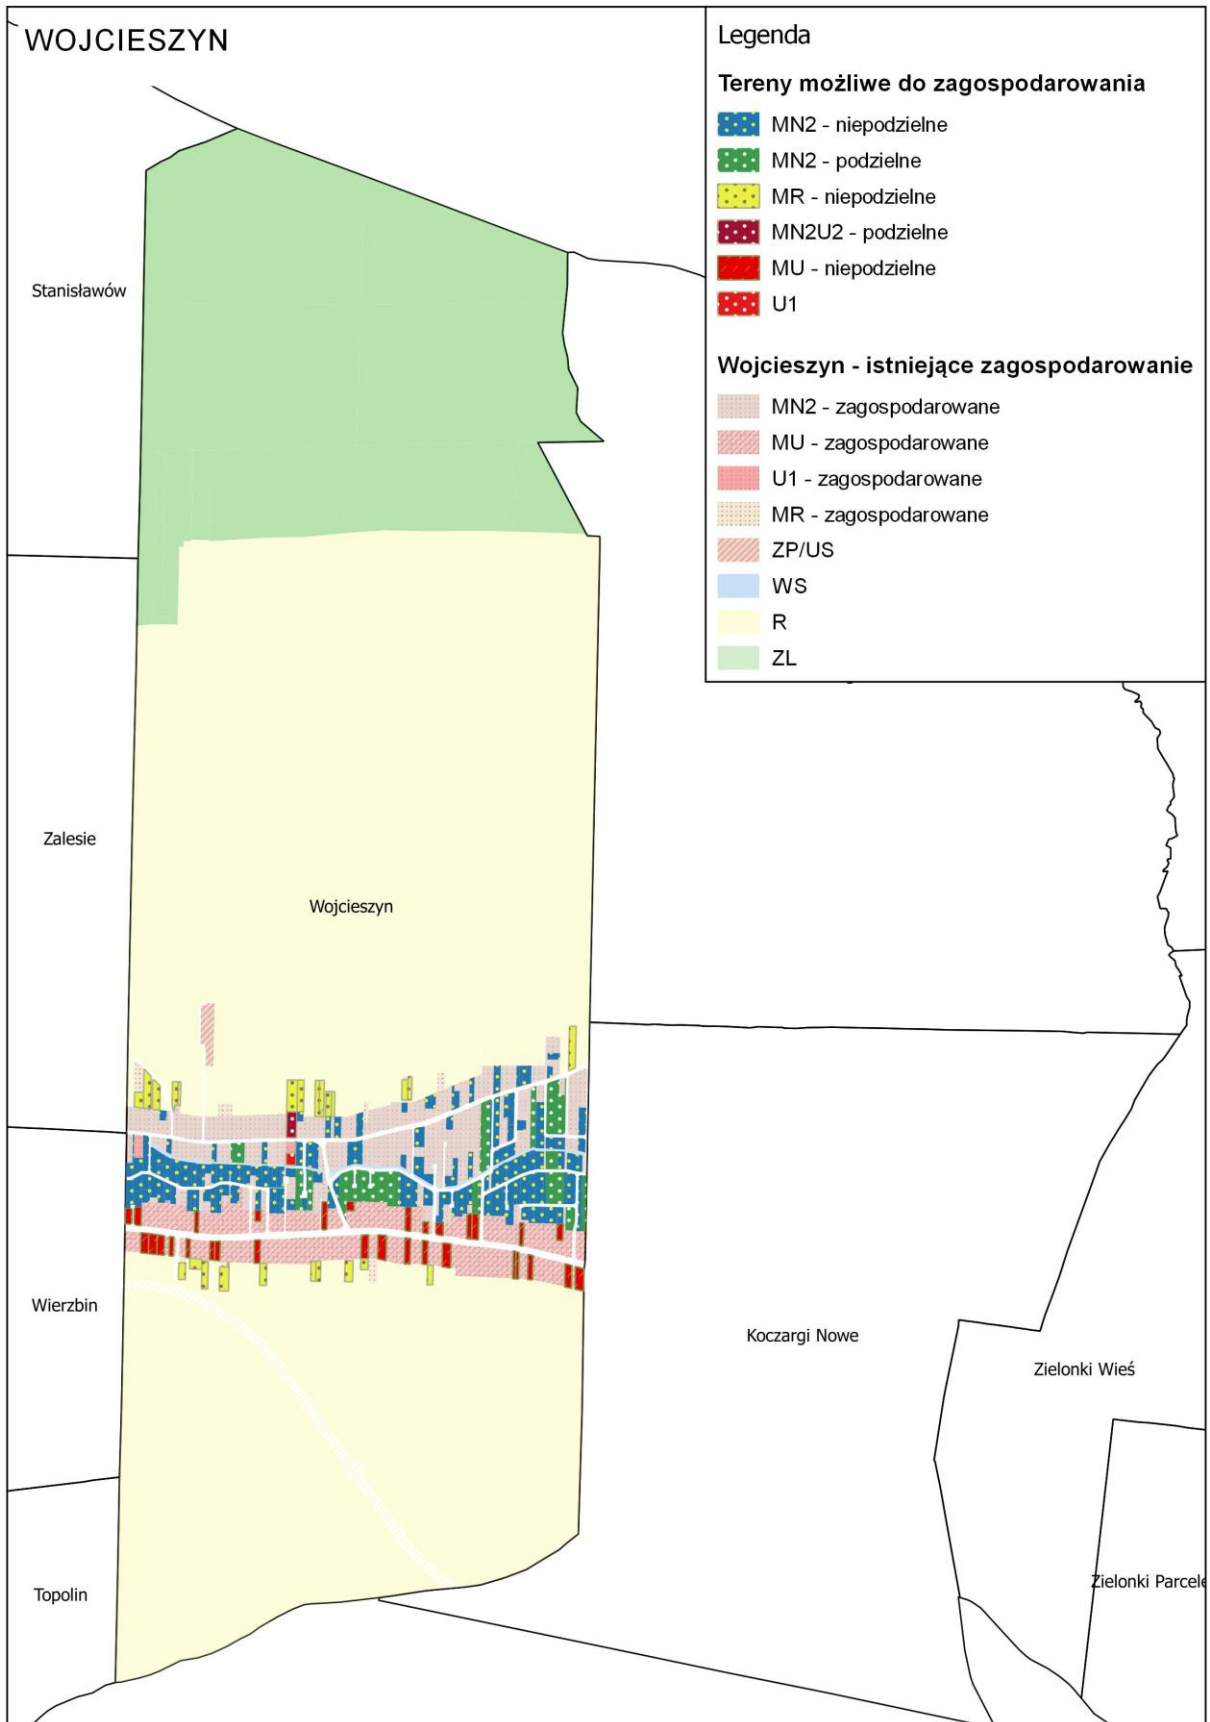 WOJCIESZYN
Legenda
Tereny możliwe do zagospodarowania
MN2 - niepodzielne
MN2 - podzielne
MR - niepodzielne
MN2U2 - podzielne
MU - niepodzielne
U1
Wojcieszyn - istniejące zagospodarowanie
MN2 - zagospodarowane
MU - zagospodarowane
U1 - zagospodarowane
MR - zagospodarowane
ZP/US
WS
R
ZL
Stanisławów
Zalesie
Wojcieszyn
Wierzbin
Koczargi Nowe
Zielonki Wieś
Topolin
Zielonki Parcele